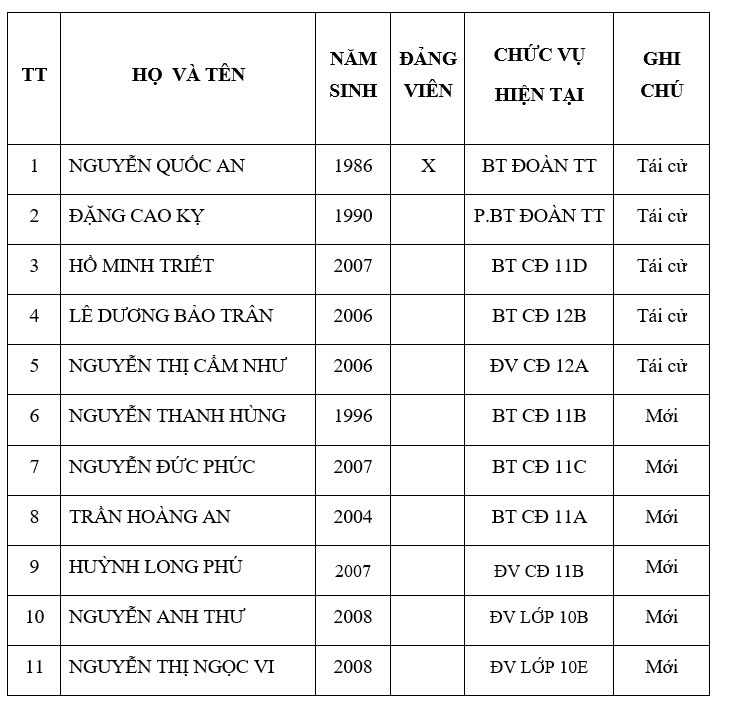 TT HỌ VÀ TÊN NĂM SINH ĐẢNG VIÊN CHỨC VỤ HIỆN TẠI GHI CHÚ
1 NGUYỄN QUỐC AN 1986 X BT ĐOÀN TT Tái cử
2 ĐẶNG CAO KỴ 1990 P.BT ĐOÀN TT Tái cử
3 HỒ MINH TRIẾT 2007 BT CĐ 11D Tái cử
4 LÊ DƯƠNG BẢO TRÂN 2006 BT CĐ 12B Tái cử
5 NGUYỄN THỊ CẨM NHƯ 2006 ĐV CĐ 12A Tái cử
6 NGUYỄN THANH HÙNG 1996 BT CĐ 11B Mới
7 NGUYỄN ĐỨC PHÚC 2007 BT CĐ 11C Mới
8 TRẦN HOÀNG AN 2004 BT CĐ 11A Mới
9 HUỲNH LONG PHÚ 2007 ĐV CĐ 11B Mới
10 NGUYỄN ANH THƯ 2008 ĐV LỚP 10B Mới
11 NGUYỄN THỊ NGỌC VI 2008 ĐV LỚP 10E Mới